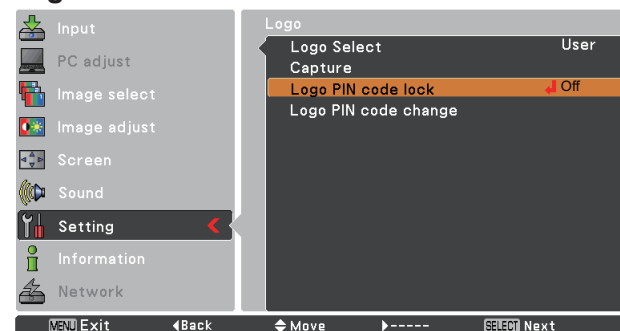 Input
PC adjust
Image select
Image adjust
Screen
Sound
Setting
Information
Network
Logo
Logo Select User
Capture
Logo PIN code lock Off
Logo PIN code change
MENU Exit ◀Back Move ▶----- SELECT Next